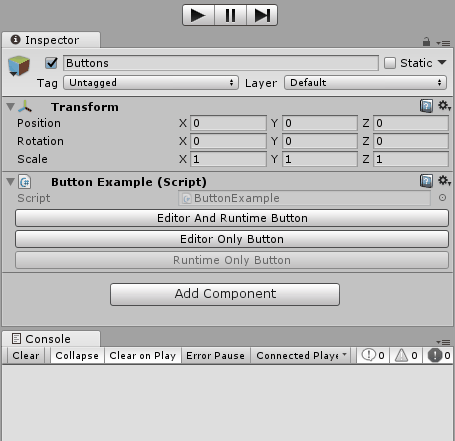 Inspector
Buttons Static
Tag Untagged Layer Default
Transform
Position X 0 Y 0 Z 0
Rotation X 0 Y 0 Z 0
Scale X 1 Y 1 Z 1
Button Example (Script)
Script ButtonExample
Editor And Runtime Button
Editor Only Button
Runtime Only Button
Add Component
Console
Clear Collapse Clear on Play Error Pause Connected Playe 0 0 0